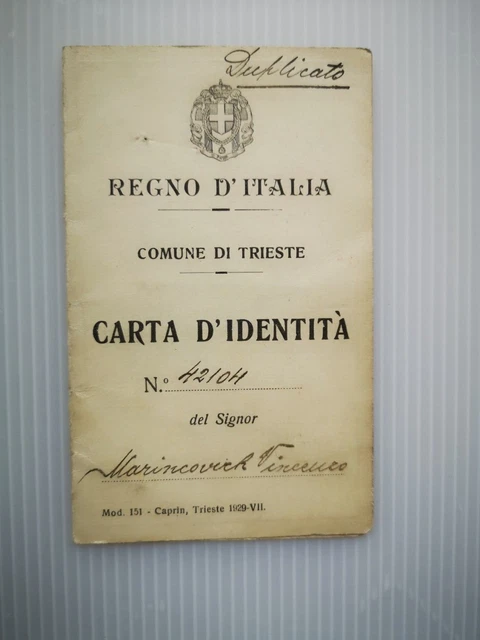 Duplicato
REGNO D'ITALIA
COMUNE DI TRIESTE
CARTA D'IDENTITÀ
N.º 42104
del Signor
Marincovich Vincenzo
Mod. 151 - Caprin, Trieste 1929-VII.